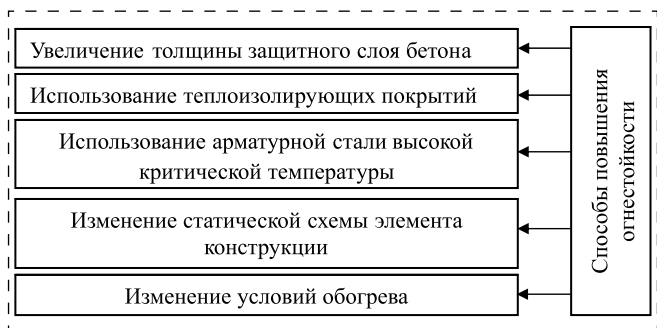 Увеличение толщины защитного слоя бетона
Использование теплоизолирующих покрытий
Использование арматурной стали высокой
критической температуры
Изменение статической схемы элемента
конструкции
Изменение условий обогрева
Способы повышения
огнестойкости